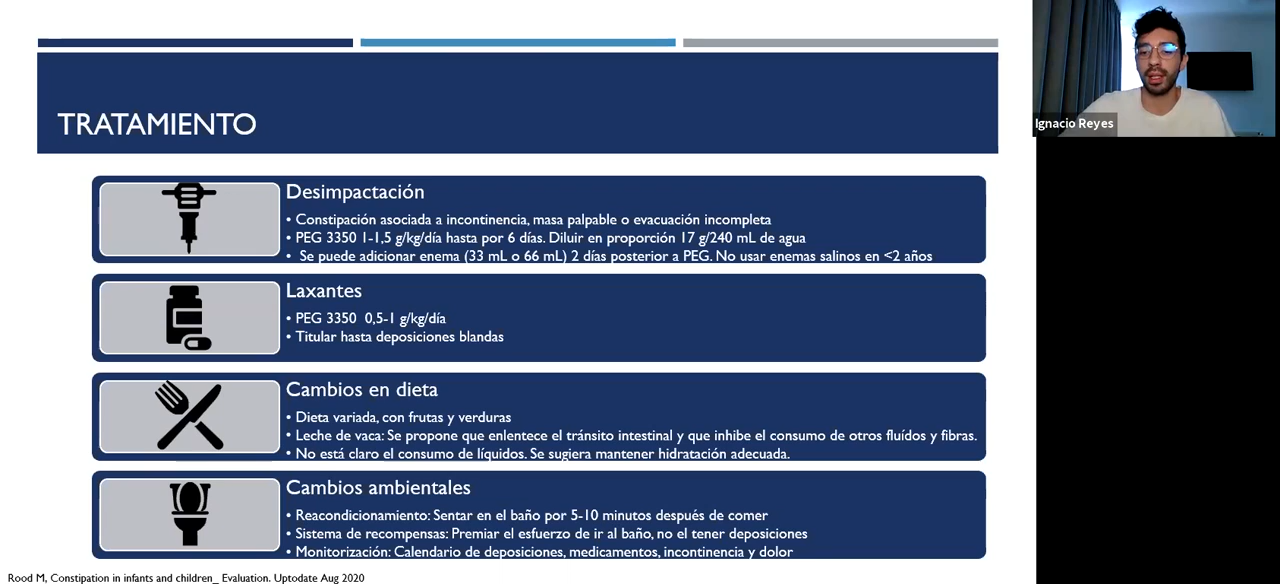 TRATAMIENTO
Ignacio Reyes
Desimpactación
• Constipación asociada a incontinencia, masa palpable o evacuación incompleta
• PEG 3350 1-1,5 g/kg/día hasta por 6 días. Diluir en proporción 17 g/240 mL de agua
• Se puede adicionar enema (33 mL o 66 mL) 2 días posterior a PEG. No usar enemas salinos en <2 años
Laxantes
• PEG 3350 0,5-1 g/kg/día
• Titular hasta deposiciones blandas
Cambios en dieta
• Dieta variada, con frutas y verduras
• Leche de vaca: Se propone que enlentece el tránsito intestinal y que inhibe el consumo de otros fluídos y fibras.
• No está claro el consumo de líquidos. Se sugiera mantener hidratación adecuada.
Cambios ambientales
• Reacondicionamiento: Sentar en el baño por 5-10 minutos después de comer
• Sistema de recompensas: Premiar el esfuerzo de ir al baño, no el tener deposiciones
• Monitorización: Calendario de deposiciones, medicamentos, incontinencia y dolor
Rood M, Constipation in infants and children_ Evaluation. Uptodate Aug 2020